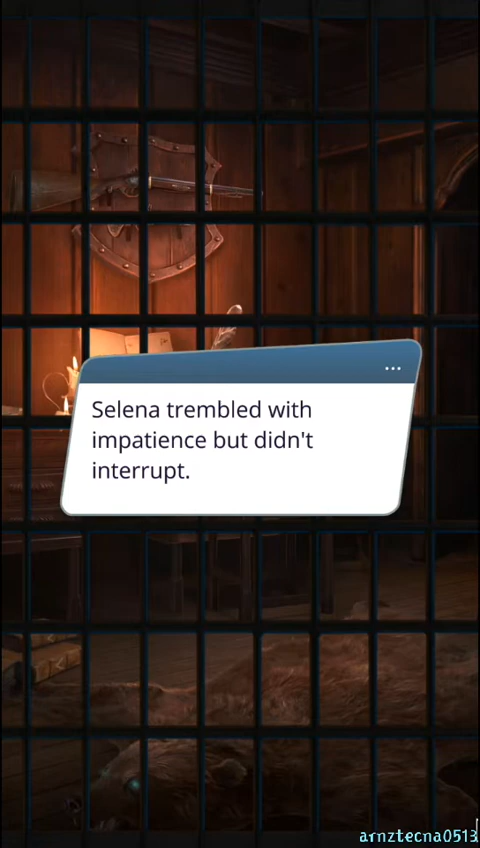 ...
Selena trembled with
impatience but didn't
interrupt.
arnztecna0513